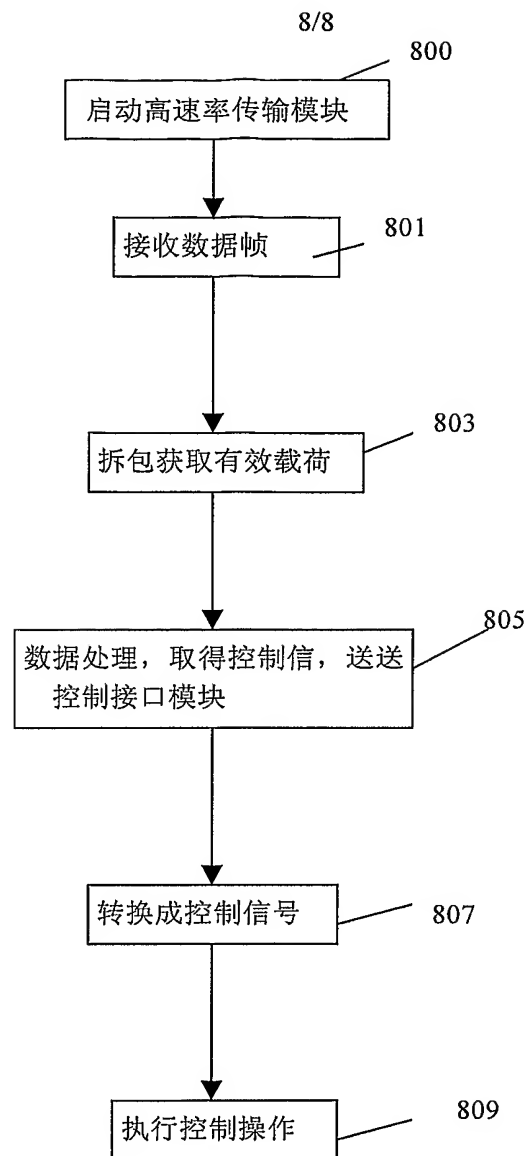 8/8
800
启动高速率传输模块
801
接收数据帧
803
拆包获取有效载荷
805
数据处理，取得控制信，送送
控制接口模块
807
转换成控制信号
809
执行控制操作